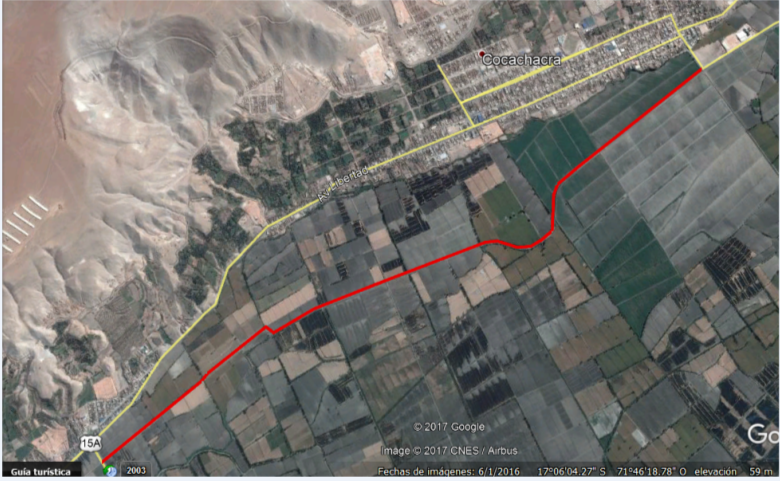 Cocachacra
Av Libertad
15A
© 2017 Google
Image © 2017 CNES / Airbus
Go
Guía turística
2003
Fechas de imágenes: 6/1/2016 17°06'04.27" S 71°46'18.78" O elevación 59 m